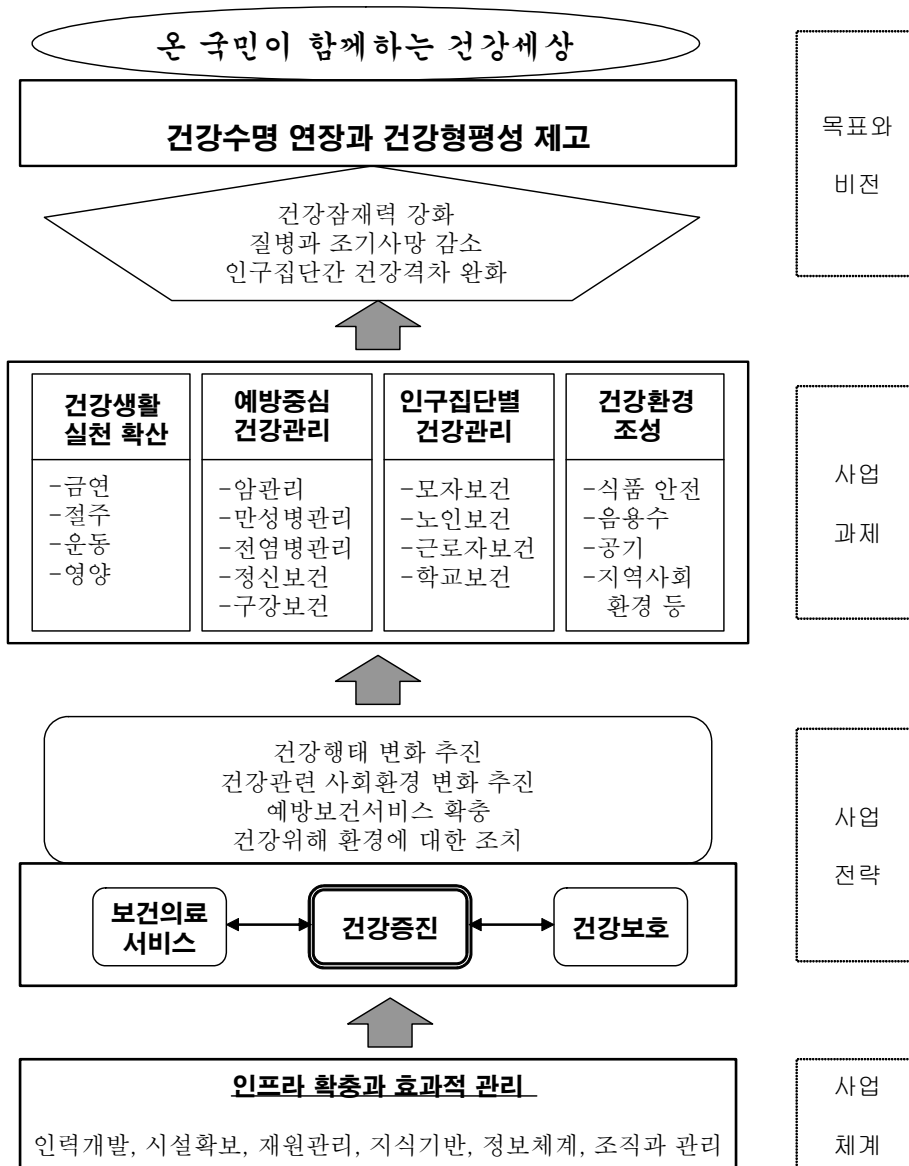 온 국민이 함께하는 건강세상
건강수명 연장과 건강형평성 제고
목표와
비전
건강잠재력 강화
질병과 조기사망 감소
인구집단간 건강격차 완화
건강생활
실천 확산
-금연
-절주
-운동
-영양
예방중심
건강관리
-암관리
-만성병관리
-전염병관리
-정신보건
-구강보건
인구집단별
건강관리
-모자보건
-노인보건
-근로자보건
-학교보건
건강환경
조성
-식품 안전
-음용수
-공기
-지역사회
환경 등
사업
과제
건강행태 변화 추진
건강관련 사회환경 변화 추진
예방보건서비스 확충
건강위해 환경에 대한 조치
보건의료
서비스
건강증진
건강보호
사업
전략
인프라 확충과 효과적 관리
인력개발, 시설확보, 재원관리, 지식기반, 정보체계, 조직과 관리
사업
체계